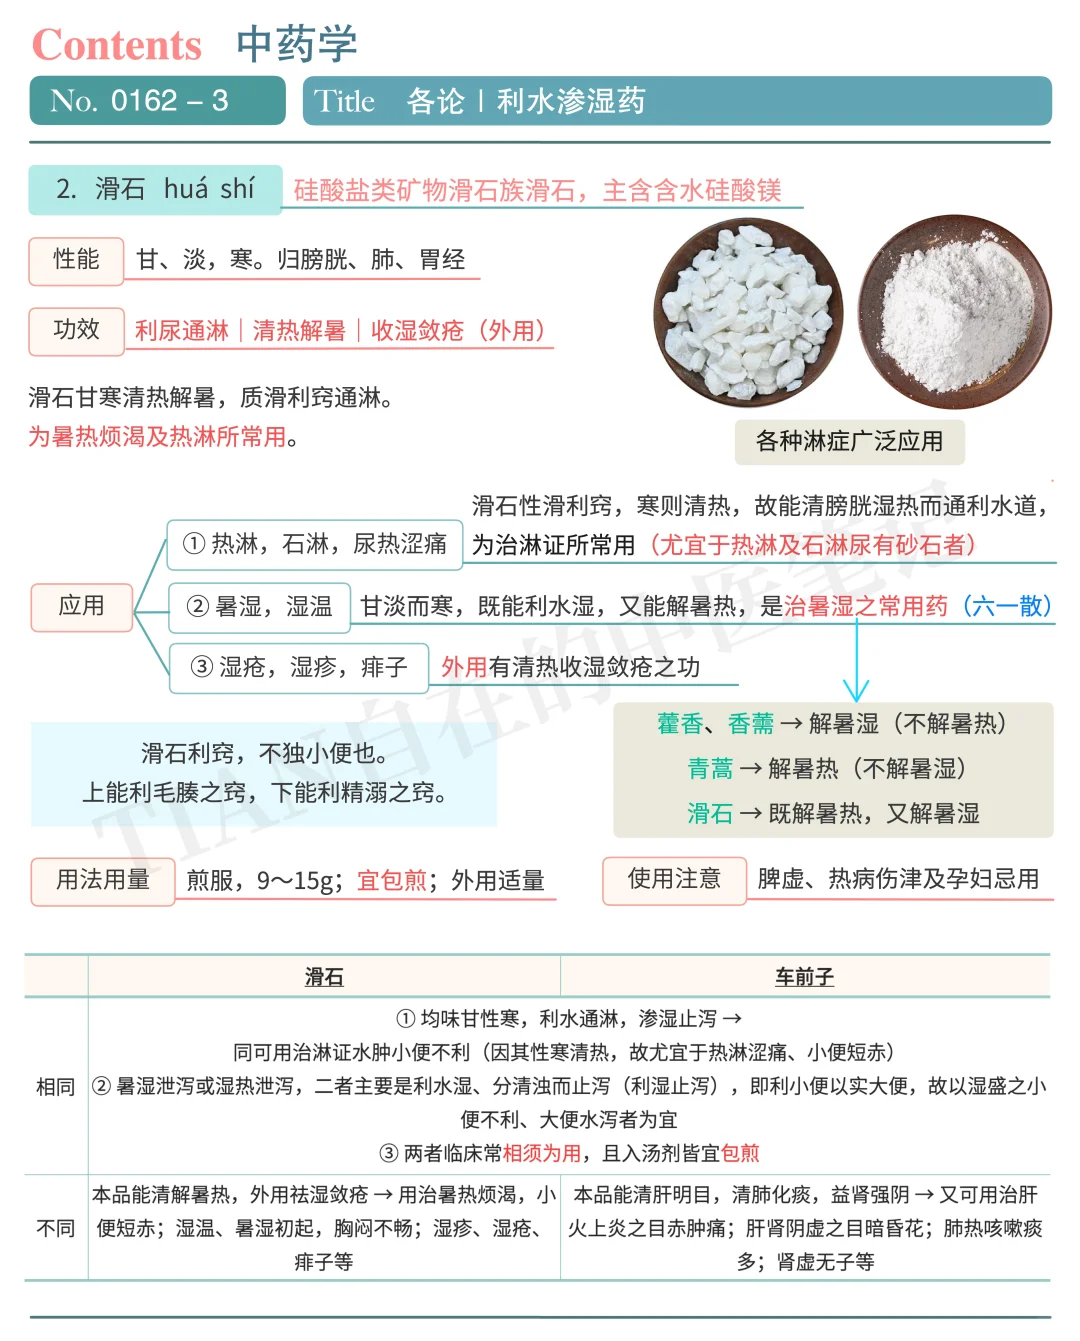 Contents 中药学
No. 0162 – 3
Title 各论 | 利水渗湿药
2. 滑石 huá shí 硅酸盐类矿物滑石族滑石，主含含水硅酸镁
性能 甘、淡，寒。归膀胱、肺、胃经
功效 利尿通淋｜清热解暑｜收湿敛疮（外用）
滑石甘寒清热解暑，质滑利窍通淋。
为暑热烦渴及热淋所常用。
各种淋症广泛应用
应用
① 热淋，石淋，尿热涩痛
滑石性滑利窍，寒则清热，故能清膀胱湿热而通利水道，
为治淋证所常用（尤宜于热淋及石淋尿有砂石者）
② 暑湿，湿温 甘淡而寒，既能利水湿，又能解暑热，是治暑湿之常用药（六一散）
③ 湿疮，湿疹，痱子 外用有清热收湿敛疮之功
藿香、香薷 → 解暑湿（不解暑热）
青蒿 → 解暑热（不解暑湿）
滑石 → 既解暑热，又解暑湿
滑石利窍，不独小便也。
上能利毛腠之窍，下能利精溺之窍。
用法用量 煎服，9～15g；宜包煎；外用适量
使用注意 脾虚、热病伤津及孕妇忌用
滑石 车前子
相同
① 均味甘性寒，利水通淋，渗湿止泻 →
同可用治淋证水肿小便不利（因其性寒清热，故尤宜于热淋涩痛、小便短赤）
② 暑湿泄泻或湿热泄泻，二者主要是利水湿、分清浊而止泻（利湿止泻），即利小便以实大便，故以湿盛之小
便不利、大便水泻者为宜
③ 两者临床常相须为用，且入汤剂皆宜包煎
不同
本品能清解暑热，外用祛湿敛疮 → 用治暑热烦渴，小
便短赤；湿温、暑湿初起，胸闷不畅；湿疹、湿疮、
痱子等
本品能清肝明目，清肺化痰，益肾强阴 → 又可用治肝
火上炎之目赤肿痛；肝肾阴虚之目暗昏花；肺热咳嗽痰
多；肾虚无子等
TIAN自在的中医笔记